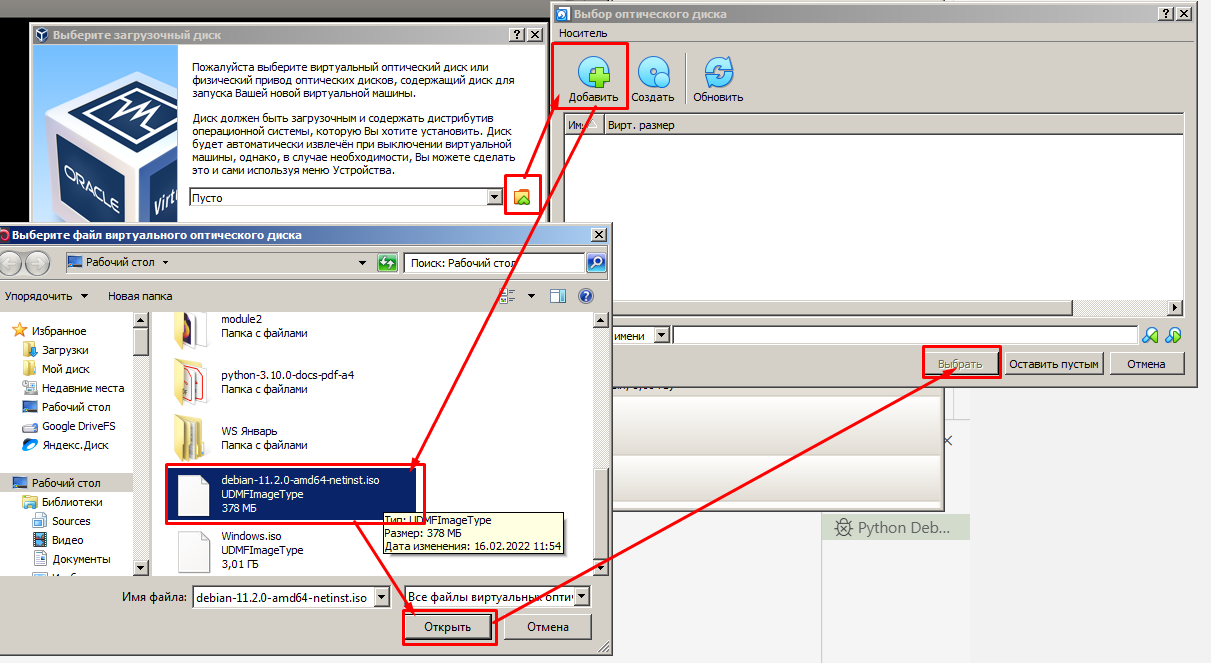 Выберите загрузочный диск
Пожалуйста выберите виртуальный оптический диск или
физический привод оптических дисков, содержащий диск для
запуска Вашей новой виртуальной машины.
Диск должен быть загрузочным и содержать дистрибутив
операционной системы, которую Вы хотите установить. Диск
будет автоматически извлечён при выключении виртуальной
машины, однако, в случае необходимости, Вы можете сделать
это и сами используя меню Устройства.
Пусто
ORACLE
Virtu
Выбор оптического диска
Носитель
Добавить
Создать
Обновить
Имя
Вирт. размер
имени
Выбрать
Оставить пустым
Отмена
Выберите файл виртуального оптического диска
Рабочий стол
Поиск: Рабочий стол
Упорядочить
Новая папка
Избранное
Загрузки
Мой диск
Недавние места
Рабочий стол
Google DriveFS
Яндекс.Диск
Рабочий стол
Библиотеки
Sources
Видео
Документы
module2
Папка с файлами
python-3.10.0-docs-pdf-a4
Папка с файлами
WS Январь
Папка с файлами
debian-11.2.0-amd64-netinst.iso
UDMFImageType
378 МБ
Тип: UDMFImageType
Размер: 378 МБ
Дата изменения: 16.02.2022 11:54
Windows.iso
UDMFImageType
3,01 ГБ
Имя файла:
debian-11.2.0-amd64-netinst.iso
Все файлы виртуальных опти
Открыть
Отмена
Python Deb...